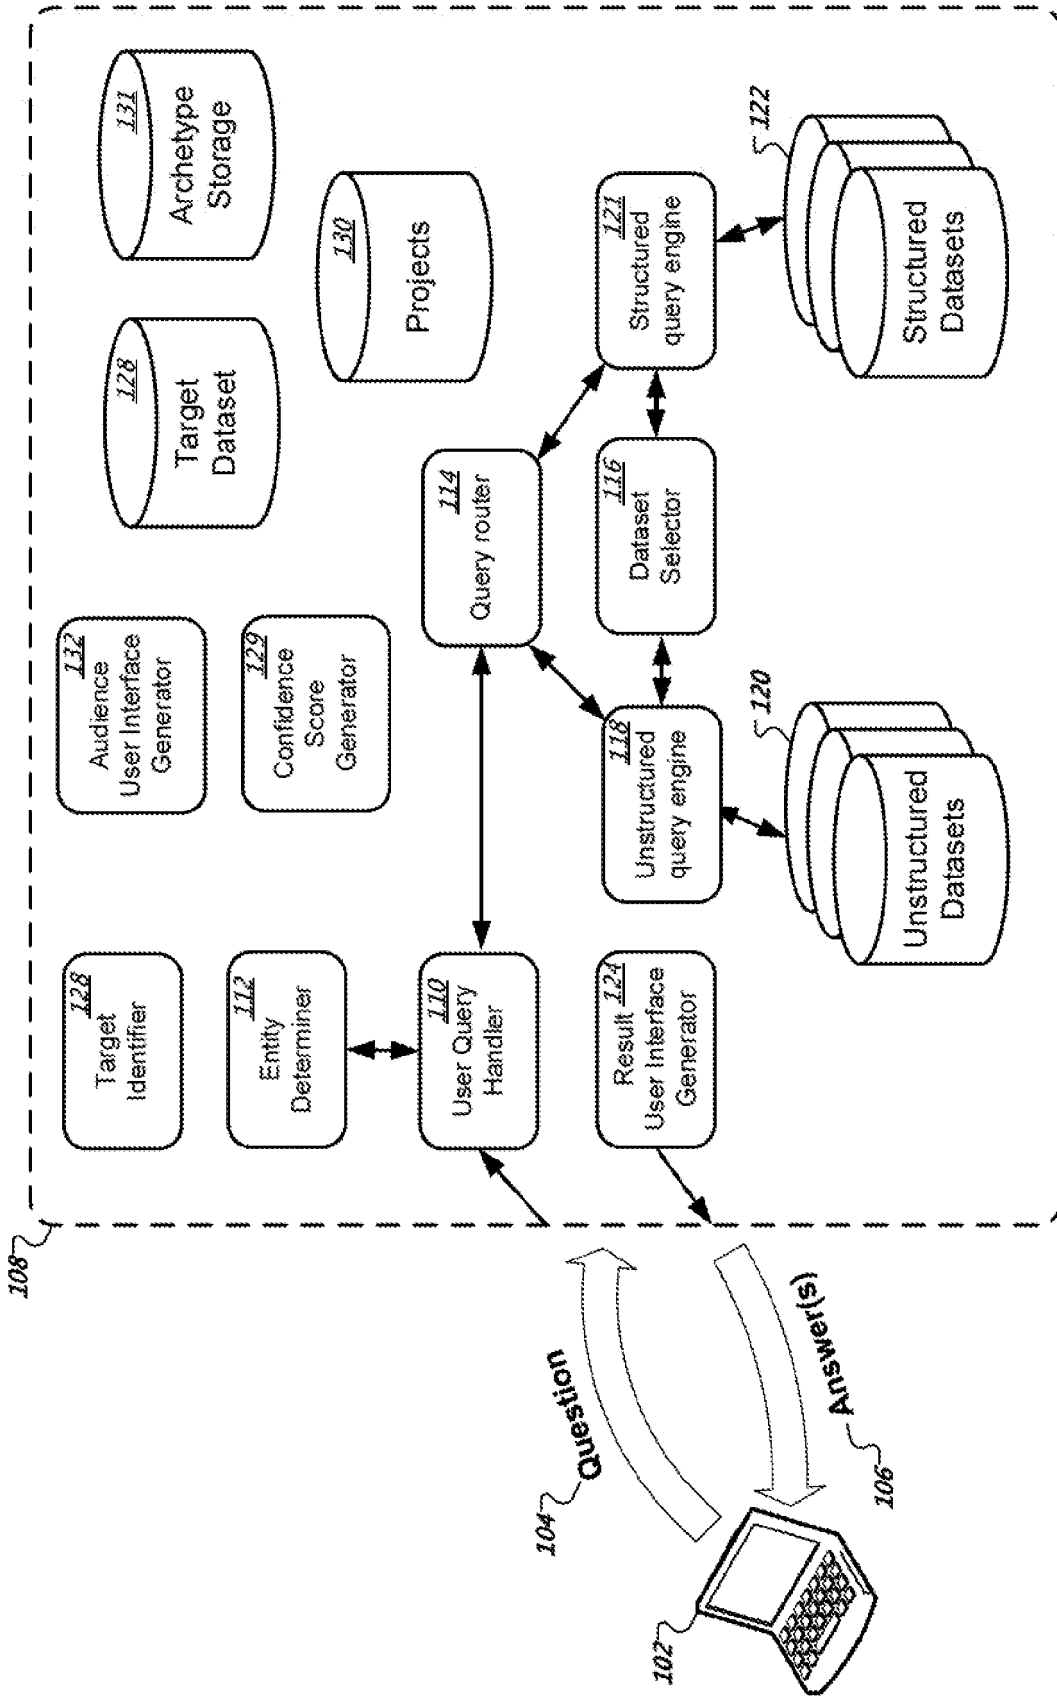 108
128
Target
Identifier
132
Audience
User Interface
Generator
128
Target
Dataset
131
Archetype
Storage
112
Entity
Determiner
129
Confidence
Score
Generator
130
Projects
110
User Query
Handler
114
Query router
124
Result
User Interface
Generator
118
Unstructured
query engine
116
Dataset
Selector
121
Structured
query engine
120
Unstructured
Datasets
122
Structured
Datasets
104
Question
102
Answer(s)
106